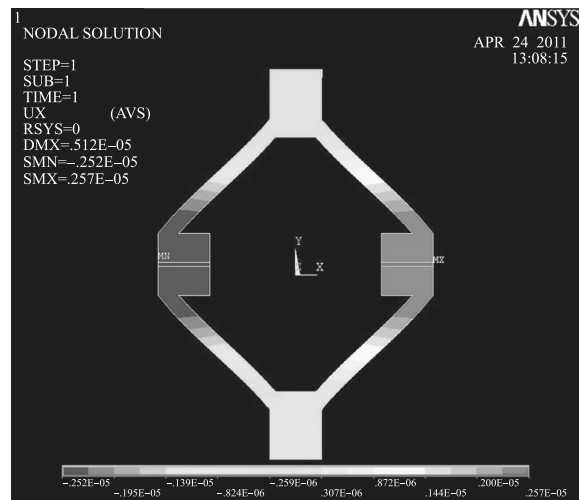 1
ANSYS
NODAL SOLUTION
APR 24 2011
13:08:15
STEP=1
SUB=1
TIME=1
UX (AVS)
RSYS=0
DMX=.512E-05
SMN=-.252E-05
SMX=.257E-05
Y
X
MN
MX
-.252E-05 -.139E-05 -.259E-06 .872E-06 .200E-05
-.195E-05 -.824E-06 .307E-06 .144E-05 .257E-05